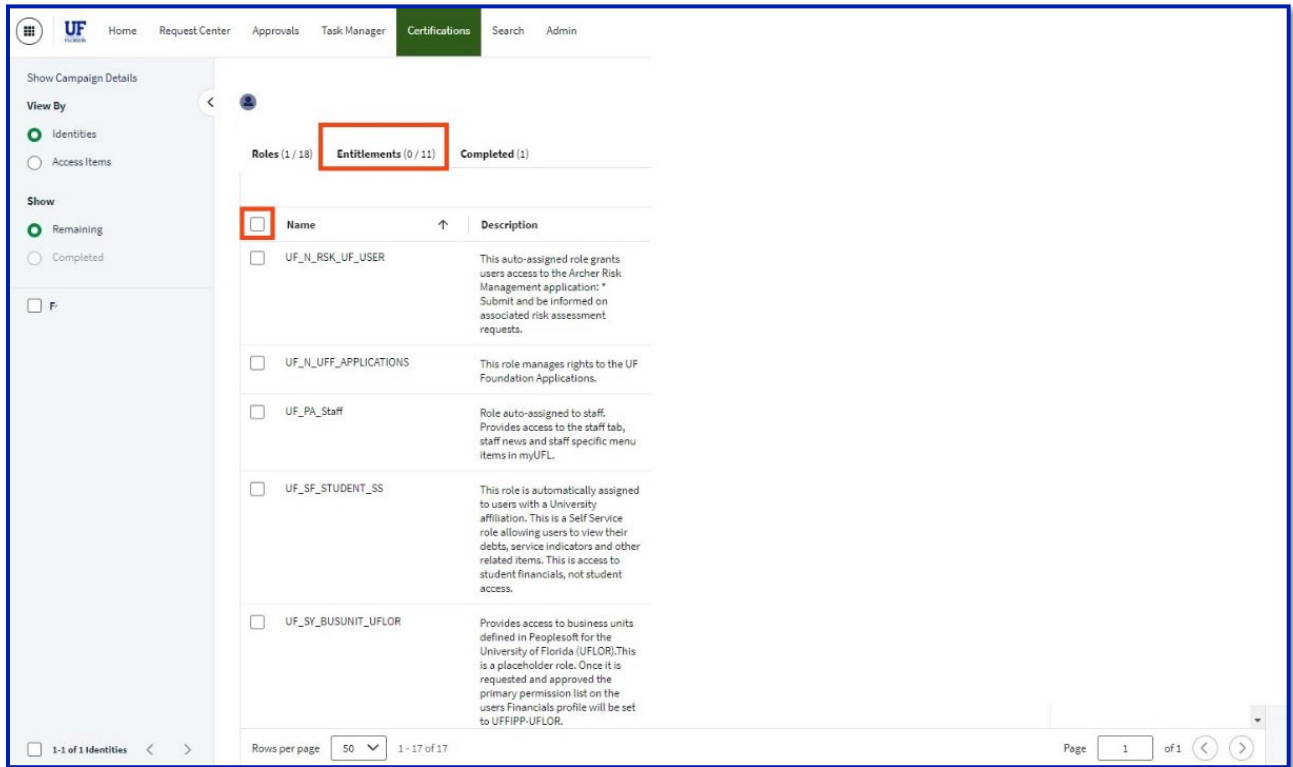 UF
FLORIDA
Home Request Center Approvals Task Manager Certifications Search Admin
Show Campaign Details
View By
Identities
Access Items
Show
Remaining
Completed
F-
1-1 of 1 Identities
Roles (1 / 18) Entitlements (0 / 11) Completed (1)
Name Description
UF_N_RSK_UF_USER
This auto-assigned role grants
users access to the Archer Risk
Management application: *
Submit and be informed on
associated risk assessment
requests.
UF_N_UFF_APPLICATIONS
This role manages rights to the UF
Foundation Applications.
UF_PA_Staff
Role auto-assigned to staff.
Provides access to the staff tab,
staff news and staff specific menu
items in myUFL.
UF_SF_STUDENT_SS
This role is automatically assigned
to users with a University
affiliation. This is a Self Service
role allowing users to view their
debts, service indicators and other
related items. This is access to
student financials, not student
access.
UF_SY_BUSUNIT_UFLOR
Provides access to business units
defined in Peoplesoft for the
University of Florida (UFLOR).This
is a placeholder role. Once it is
requested and approved the
primary permission list on the
users Financials profile will be set
to UFFIPP-UFLOR.
Rows per page 50 1 - 17 of 17 Page 1 of 1